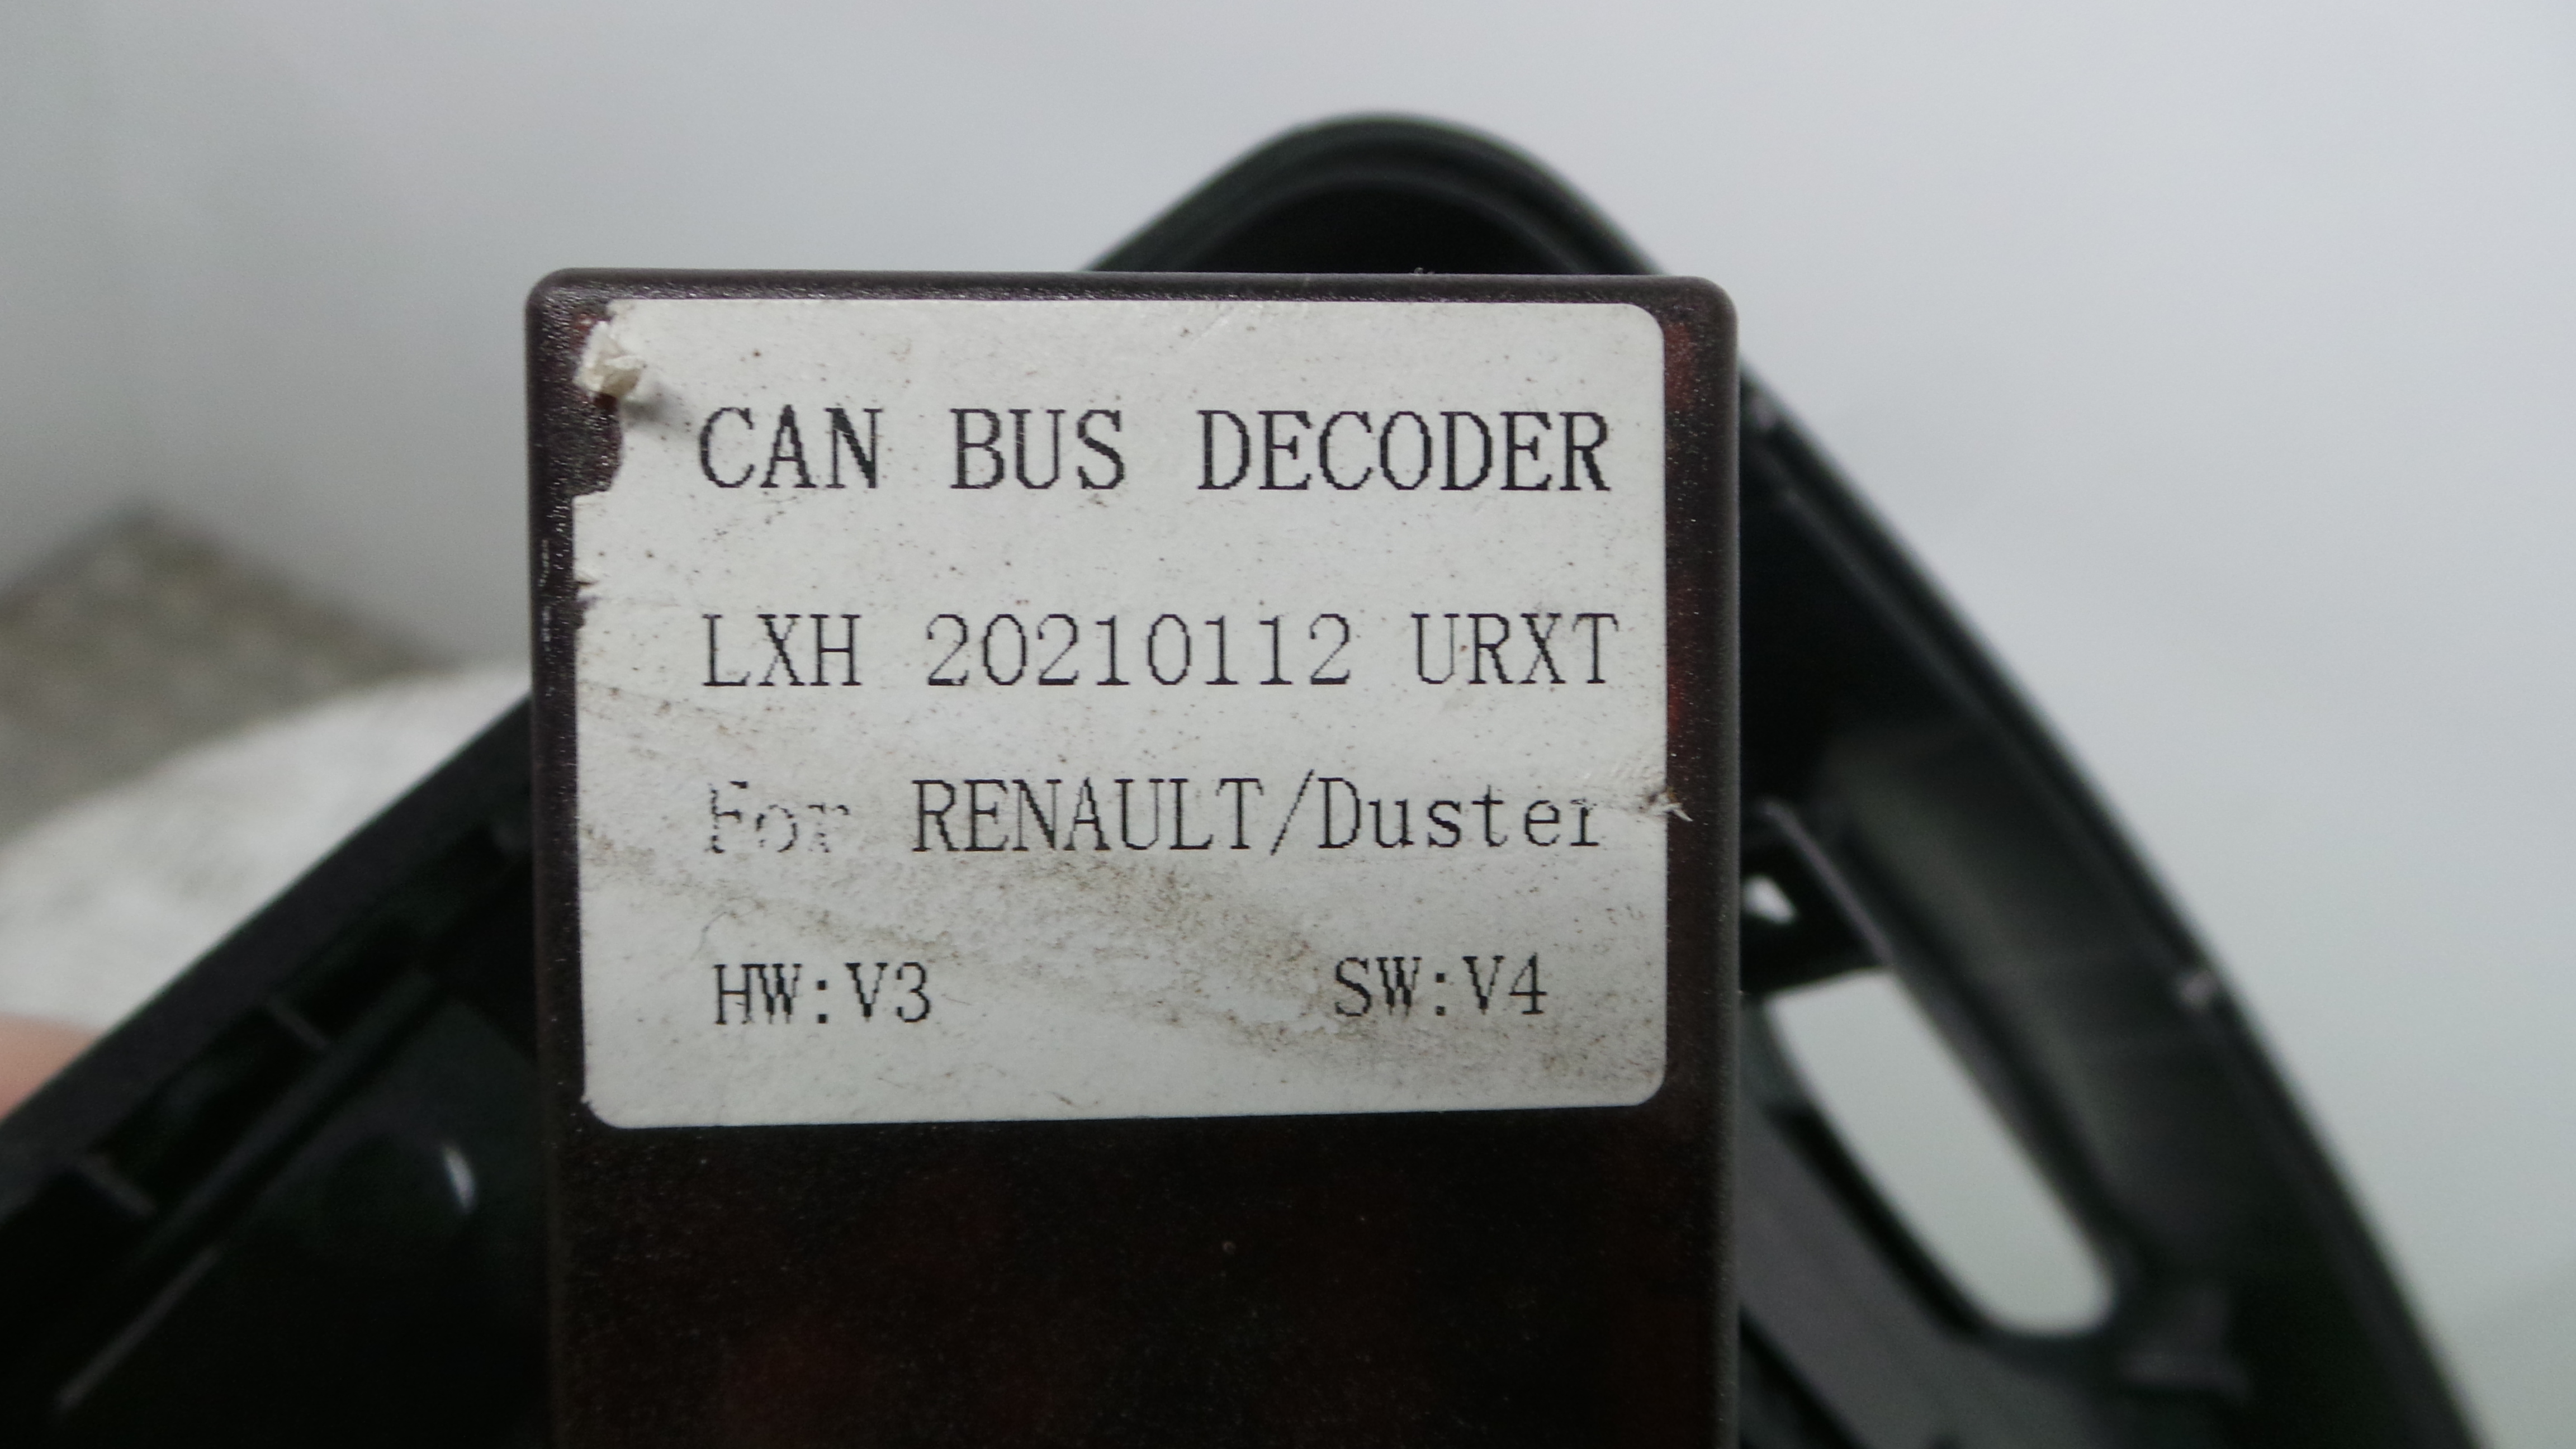 CAN BUS DECODER
LXH 20210112 URXT
For RENAULT/Duster
HW:V3 SW:V4